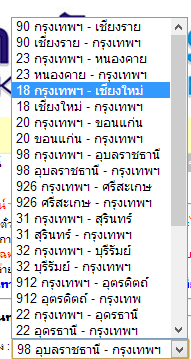 90 กรุงเทพฯ - เชียงราย
90 เชียงราย - กรุงเทพฯ
23 กรุงเทพฯ - หนองคาย
23 หนองคาย - กรุงเทพฯ
18 กรุงเทพฯ - เชียงใหม่
18 เชียงใหม่ - กรุงเทพฯ
20 กรุงเทพฯ - ขอนแก่น
20 ขอนแก่น - กรุงเทพฯ
98 กรุงเทพฯ - อุบลราชธานี
98 อุบลราชธานี - กรุงเทพฯ
926 กรุงเทพฯ - ศรีสะเกษ
926 ศรีสะเกษ - กรุงเทพฯ
31 กรุงเทพฯ - สุรินทร์
31 สุรินทร์ - กรุงเทพฯ
32 กรุงเทพฯ - บุรีรัมย์
32 บุรีรัมย์ - กรุงเทพฯ
912 กรุงเทพฯ - อุตรดิตถ์
912 อุตรดิตถ์ - กรุงเทพ
22 กรุงเทพฯ - อุดรธานี
22 อุดรธานี - กรุงเทพฯ
98 อุบลราชธานี - กรุงเทพฯ